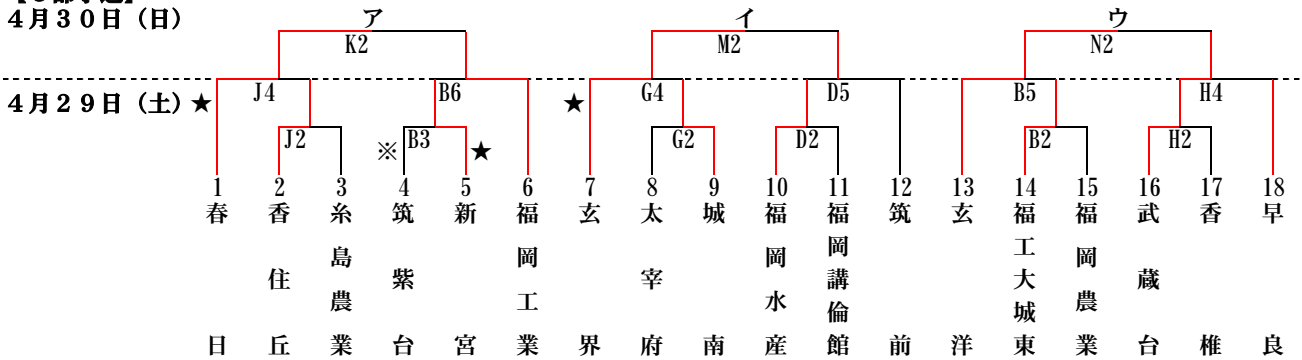 ４月３０日（日）
ア イ ウ
K2 M2 N2
４月２９日（土）★ ★
J4 B6 G4 D5 B5 H4
J2 ※ B3 ★ G2 D2 B2 H2
1 2 3 4 5 6 7 8 9 10 11 12 13 14 15 16 17 18
春日
香住丘
糸島農業
筑紫台
新宮
福岡工業
玄界
太宰府
城南
福岡水産
福岡講倫館
筑前
玄洋
福工大城東
福岡農業
武蔵台
香椎
早良